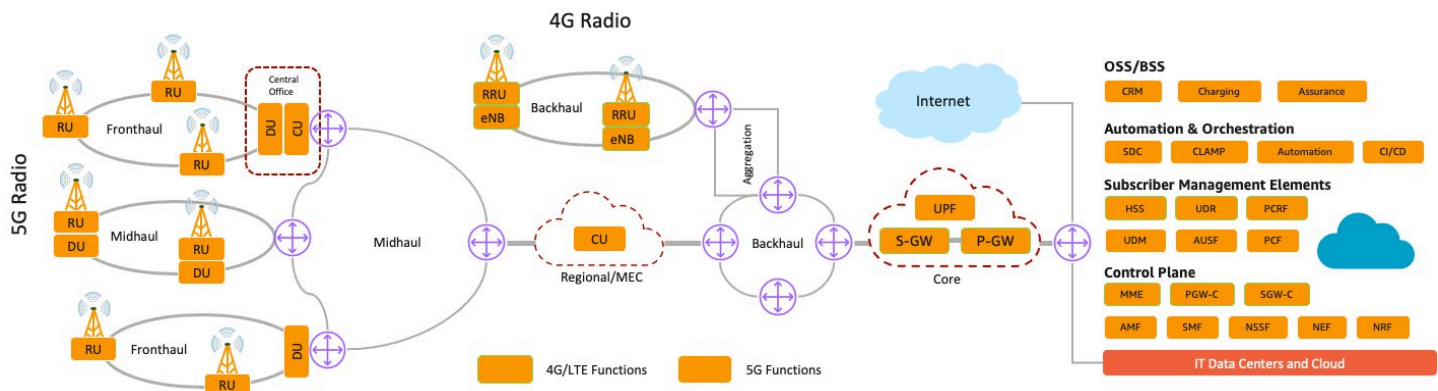 4G Radio
5G Radio
RU
RU
Fronthaul
RU
RU
Central
Office
DU
CU
RU
DU
Midhaul
RU
DU
RU
Fronthaul
RU
DU
Midhaul
RRU
eNB
Backhaul
RRU
eNB
Aggregation
CU
Regional/MEC
Backhaul
Internet
UPF
S-GW
P-GW
Core
4G/LTE Functions
5G Functions
OSS/BSS
CRM
Charging
Assurance
Automation & Orchestration
SDC
CLAMP
Automation
CI/CD
Subscriber Management Elements
HSS
UDR
PCRF
UDM
AUSF
PCF
Control Plane
MME
PGW-C
SGW-C
AMF
SMF
NSSF
NEF
NRF
IT Data Centers and Cloud